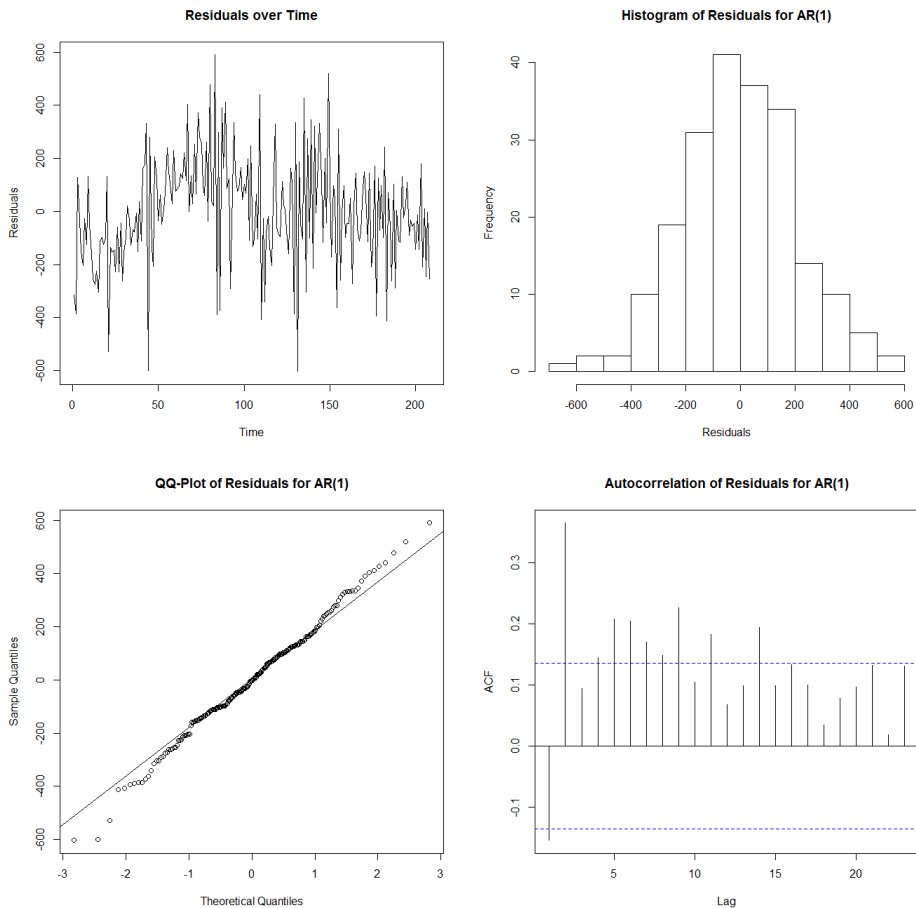 Residuals over Time
Residuals
600
400
200
0
-200
-400
-600
0 50 100 150 200
Time
Histogram of Residuals for AR(1)
Frequency
40
30
20
10
0
-600 -400 -200 0 200 400 600
Residuals
QQ-Plot of Residuals for AR(1)
Sample Quantiles
600
400
200
0
-200
-400
-600
-3 -2 -1 0 1 2 3
Theoretical Quantiles
Autocorrelation of Residuals for AR(1)
ACF
0.3
0.2
0.1
0.0
-0.1
5 10 15 20
Lag